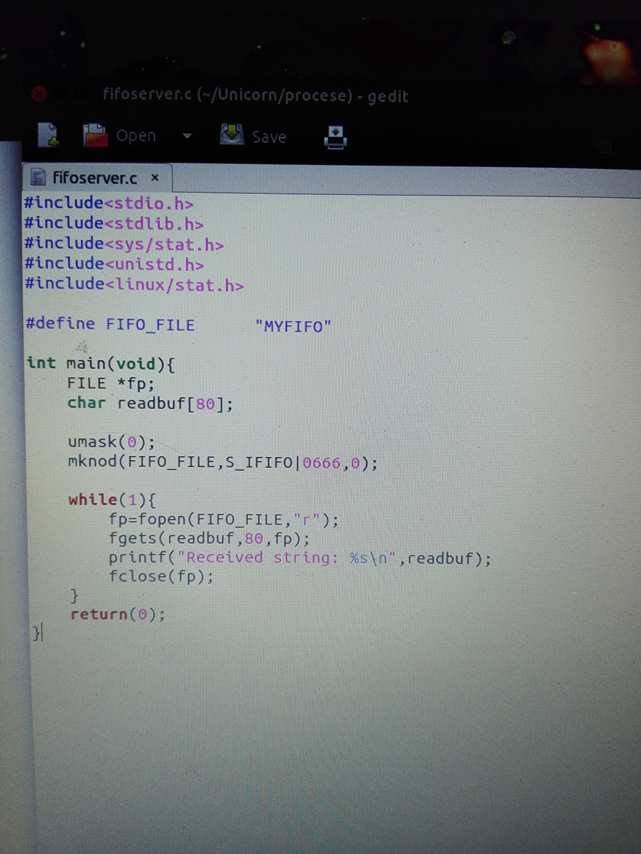 fifoserver.c (~/Unicorn/procese) - gedit
Open Save
fifoserver.c ×
#include<stdio.h>
#include<stdlib.h>
#include<sys/stat.h>
#include<unistd.h>
#include<linux/stat.h>
#define FIFO_FILE "MYFIFO"
int main(void){
FILE *fp;
char readbuf[80];
umask(0);
mknod(FIFO_FILE,S_IFIFO|0666,0);
while(1){
fp=fopen(FIFO_FILE,"r");
fgets(readbuf,80,fp);
printf("Received string: %s\n",readbuf);
fclose(fp);
}
return(0);
}